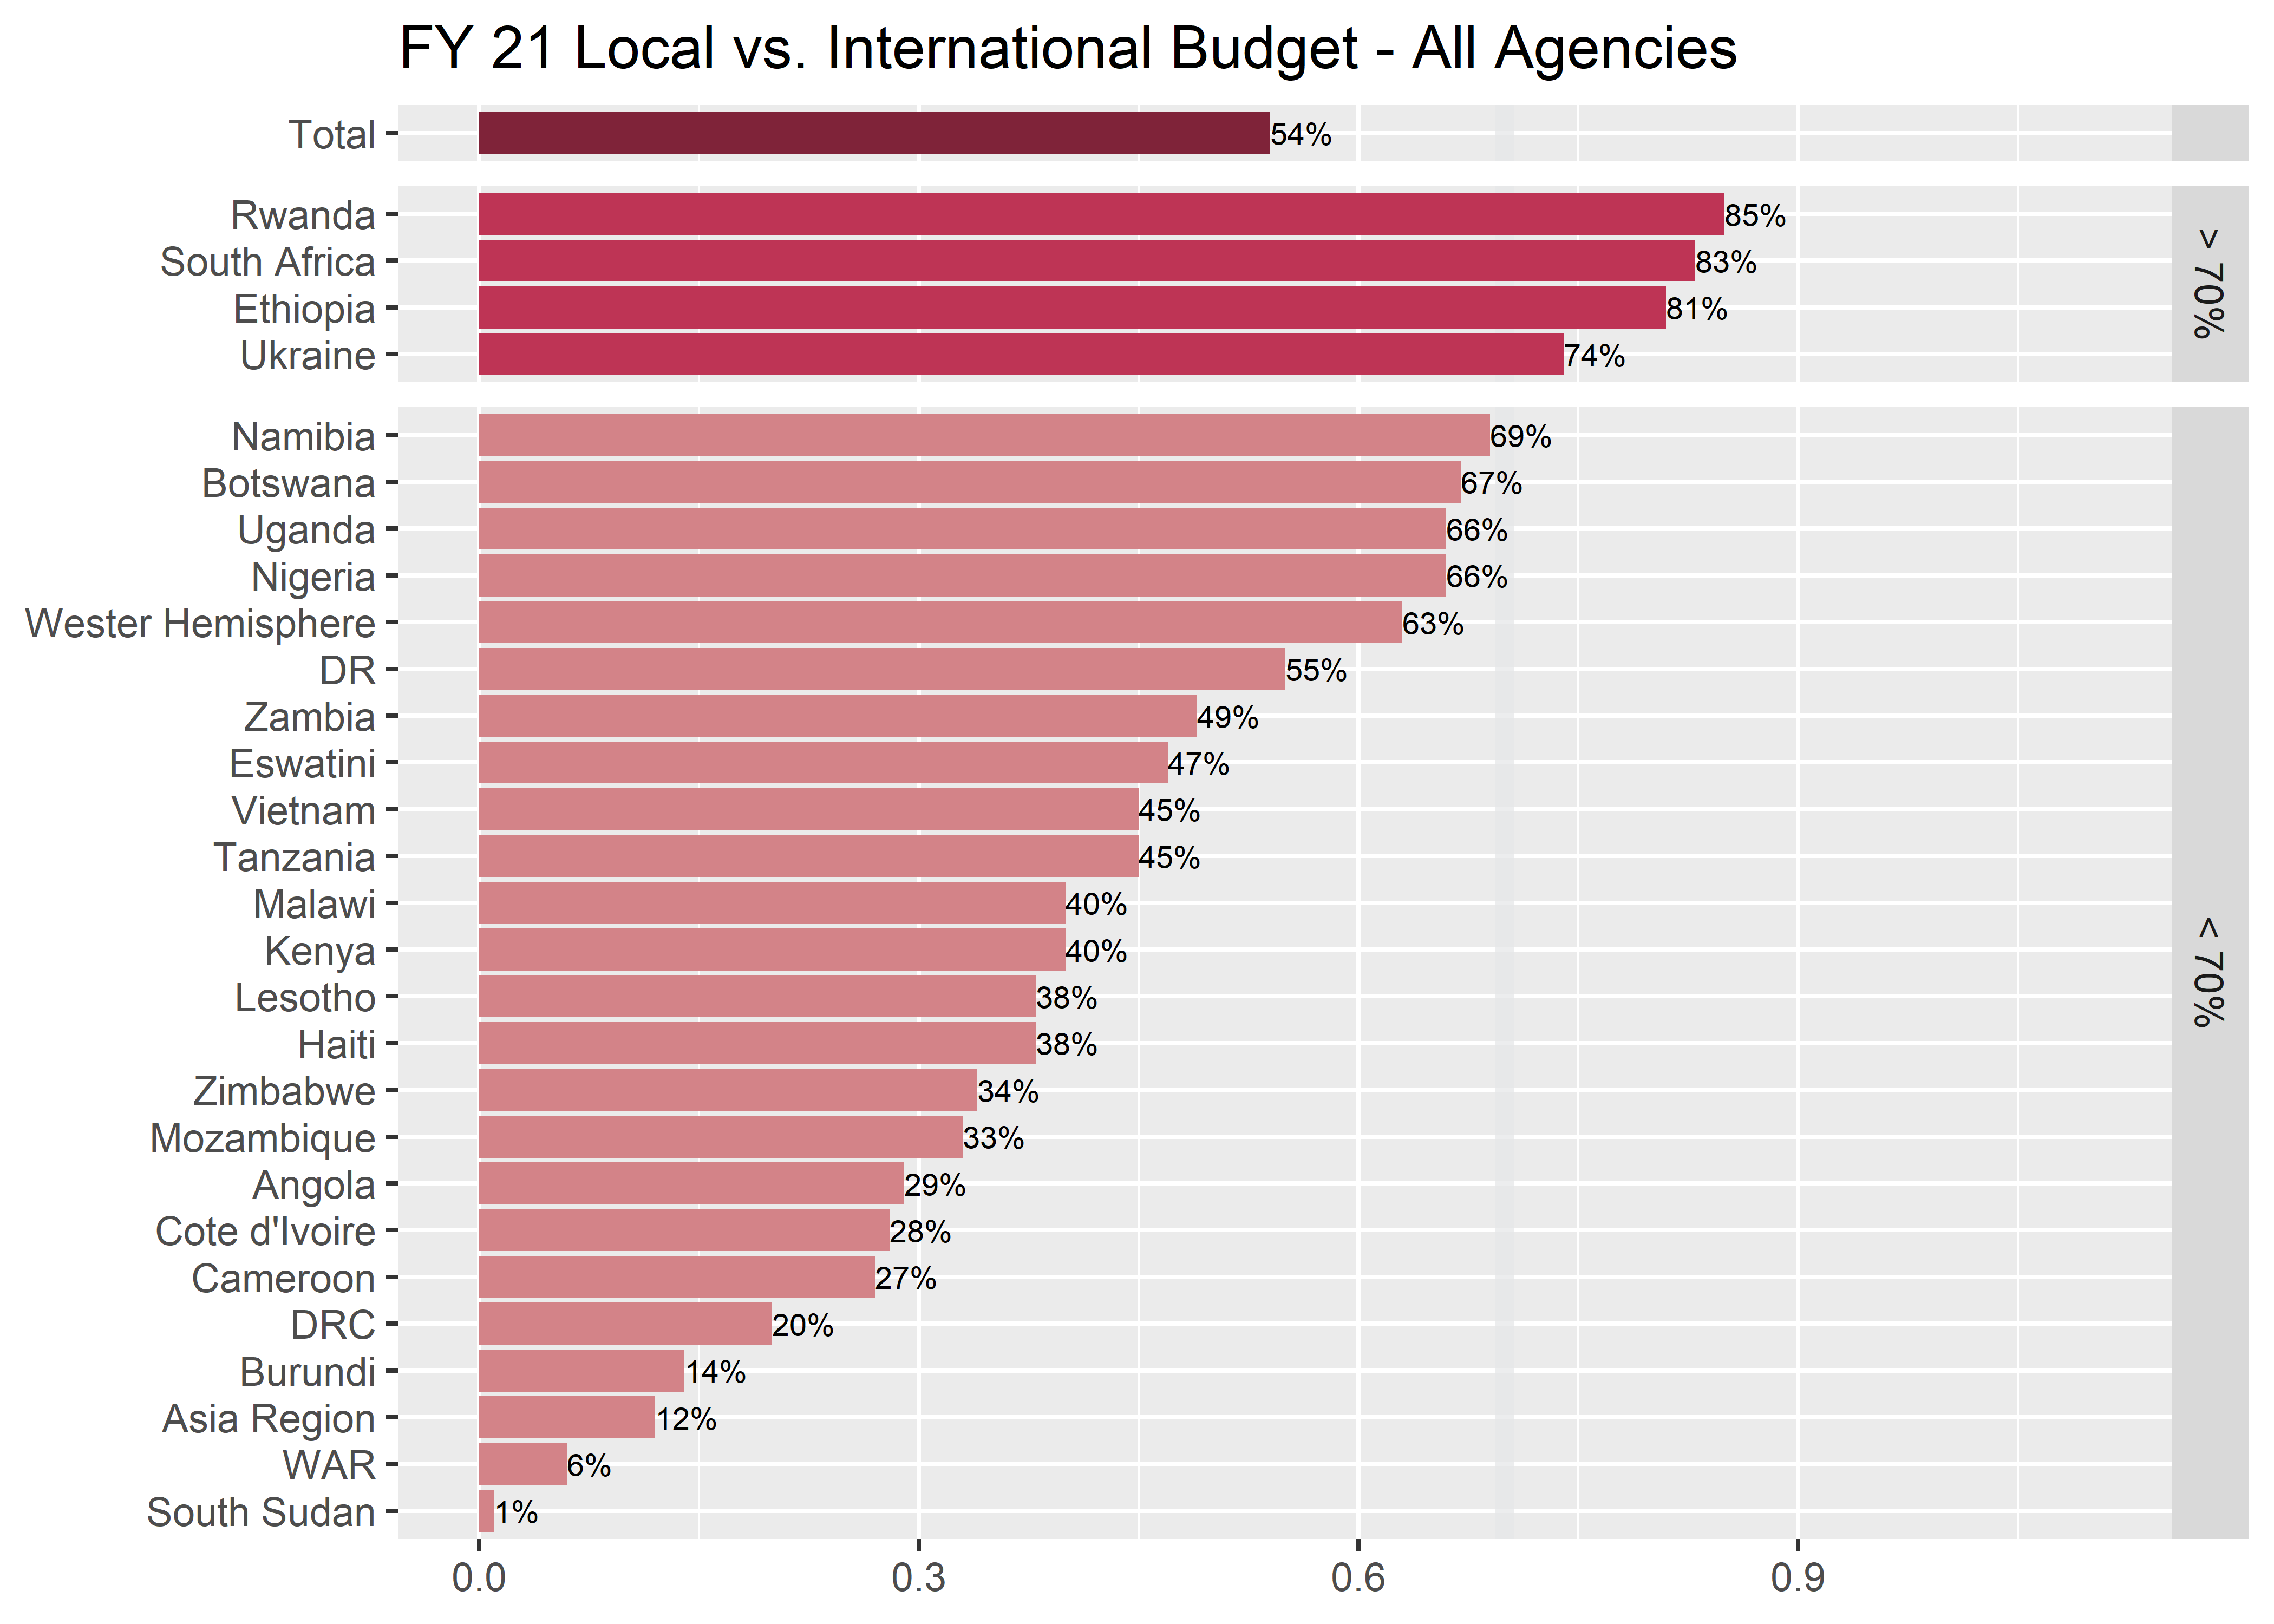 FY 21 Local vs. International Budget - All Agencies
Total 54%
Rwanda 85%
South Africa 83%
Ethiopia 81%
Ukraine 74%
> 70%
Namibia 69%
Botswana 67%
Uganda 66%
Nigeria 66%
Wester Hemisphere 63%
DR 55%
Zambia 49%
Eswatini 47%
Vietnam 45%
Tanzania 45%
Malawi 40%
Kenya 40%
Lesotho 38%
Haiti 38%
Zimbabwe 34%
Mozambique 33%
Angola 29%
Cote d'Ivoire 28%
Cameroon 27%
DRC 20%
Burundi 14%
Asia Region 12%
WAR 6%
South Sudan 1%
< 70%
0.0 0.3 0.6 0.9